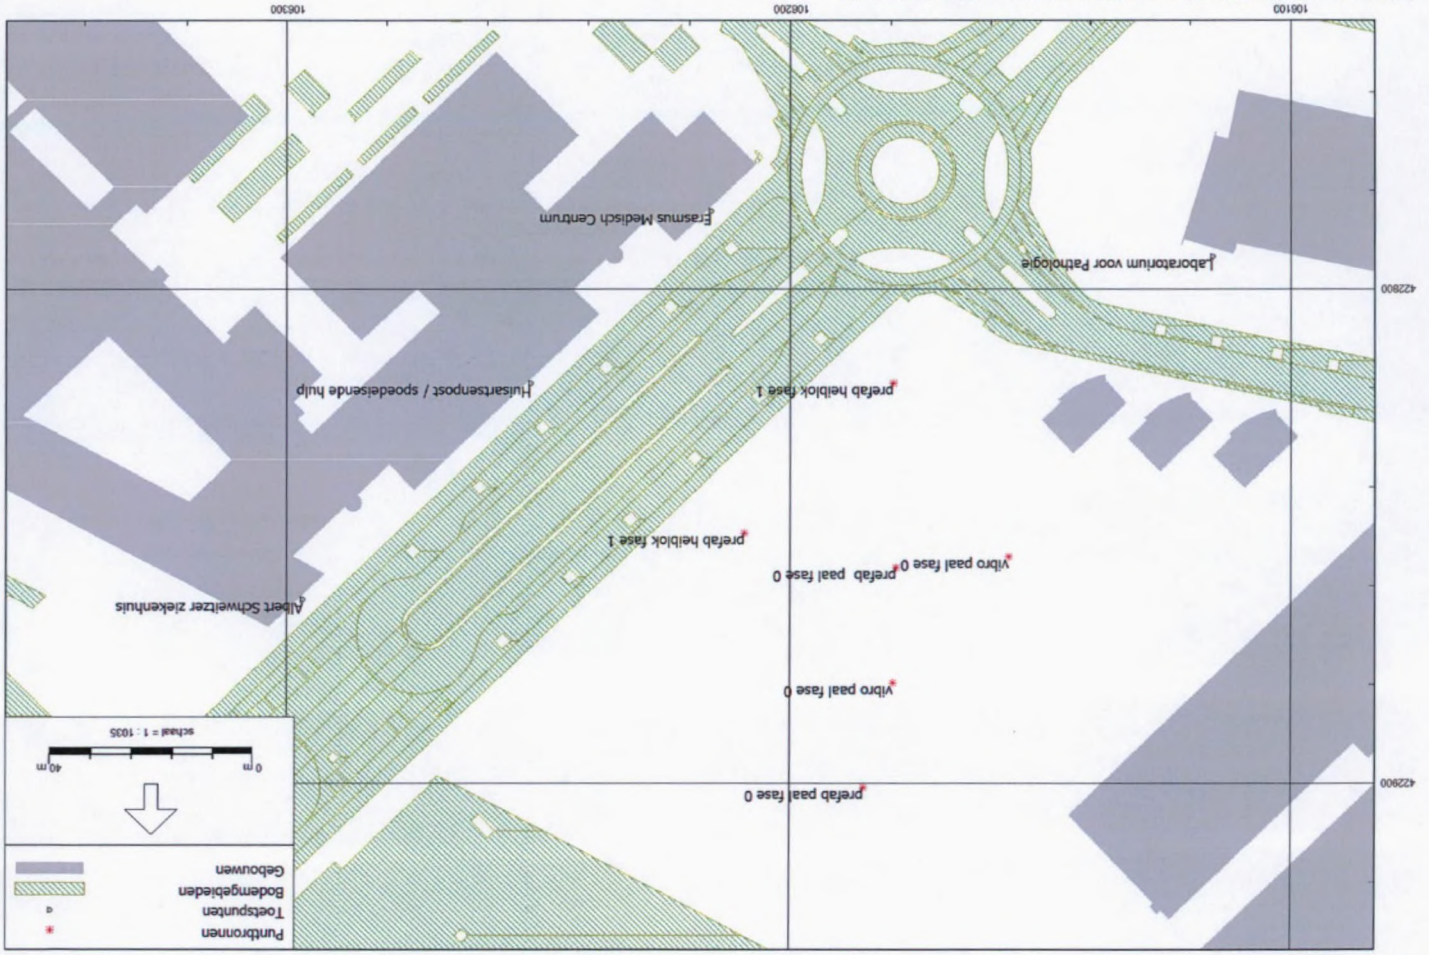 Puntbronnen
Toetspunten
Bodemgebieden
Gebouwen
0 m 40 m
schaal = 1 : 1035
prefab paal fase 0
42900
vibro paal fase 0
Albert Schweitzer ziekenhuis
prefab paal fase 0
vibro paal fase 0
prefab heiblok fase 1
Huisartsenpost / spoedeisende hulp
prefab heiblok fase 1
42800
Laboratorium voor Pathologie
Erasmus Medisch Centrum
106100 106200 106300